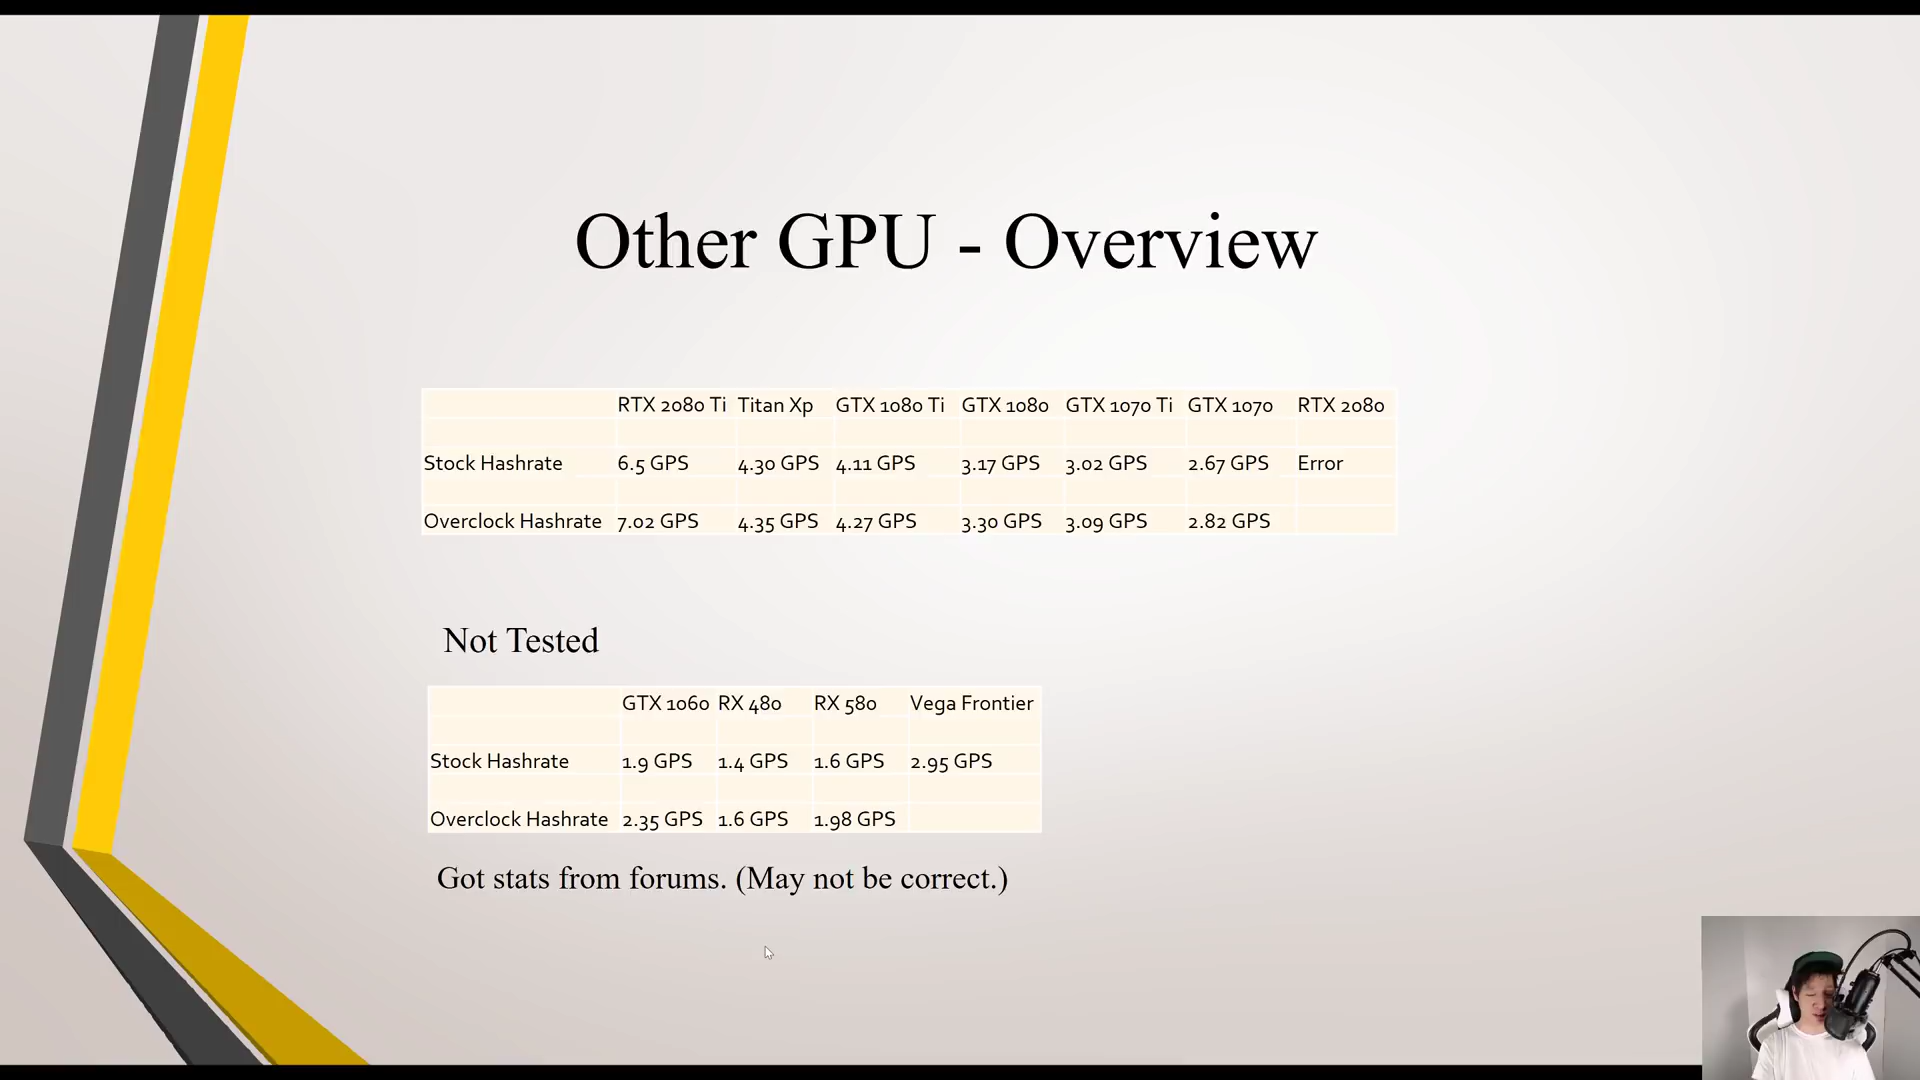 Other GPU - Overview
RTX 2080 Ti Titan Xp GTX 1080 Ti GTX 1080 GTX 1070 Ti GTX 1070 RTX 2080
Stock Hashrate 6.5 GPS 4.30 GPS 4.11 GPS 3.17 GPS 3.02 GPS 2.67 GPS Error
Overclock Hashrate 7.02 GPS 4.35 GPS 4.27 GPS 3.30 GPS 3.09 GPS 2.82 GPS
Not Tested
GTX 1060 RX 480 RX 580 Vega Frontier
Stock Hashrate 1.9 GPS 1.4 GPS 1.6 GPS 2.95 GPS
Overclock Hashrate 2.35 GPS 1.6 GPS 1.98 GPS
Got stats from forums. (May not be correct.)